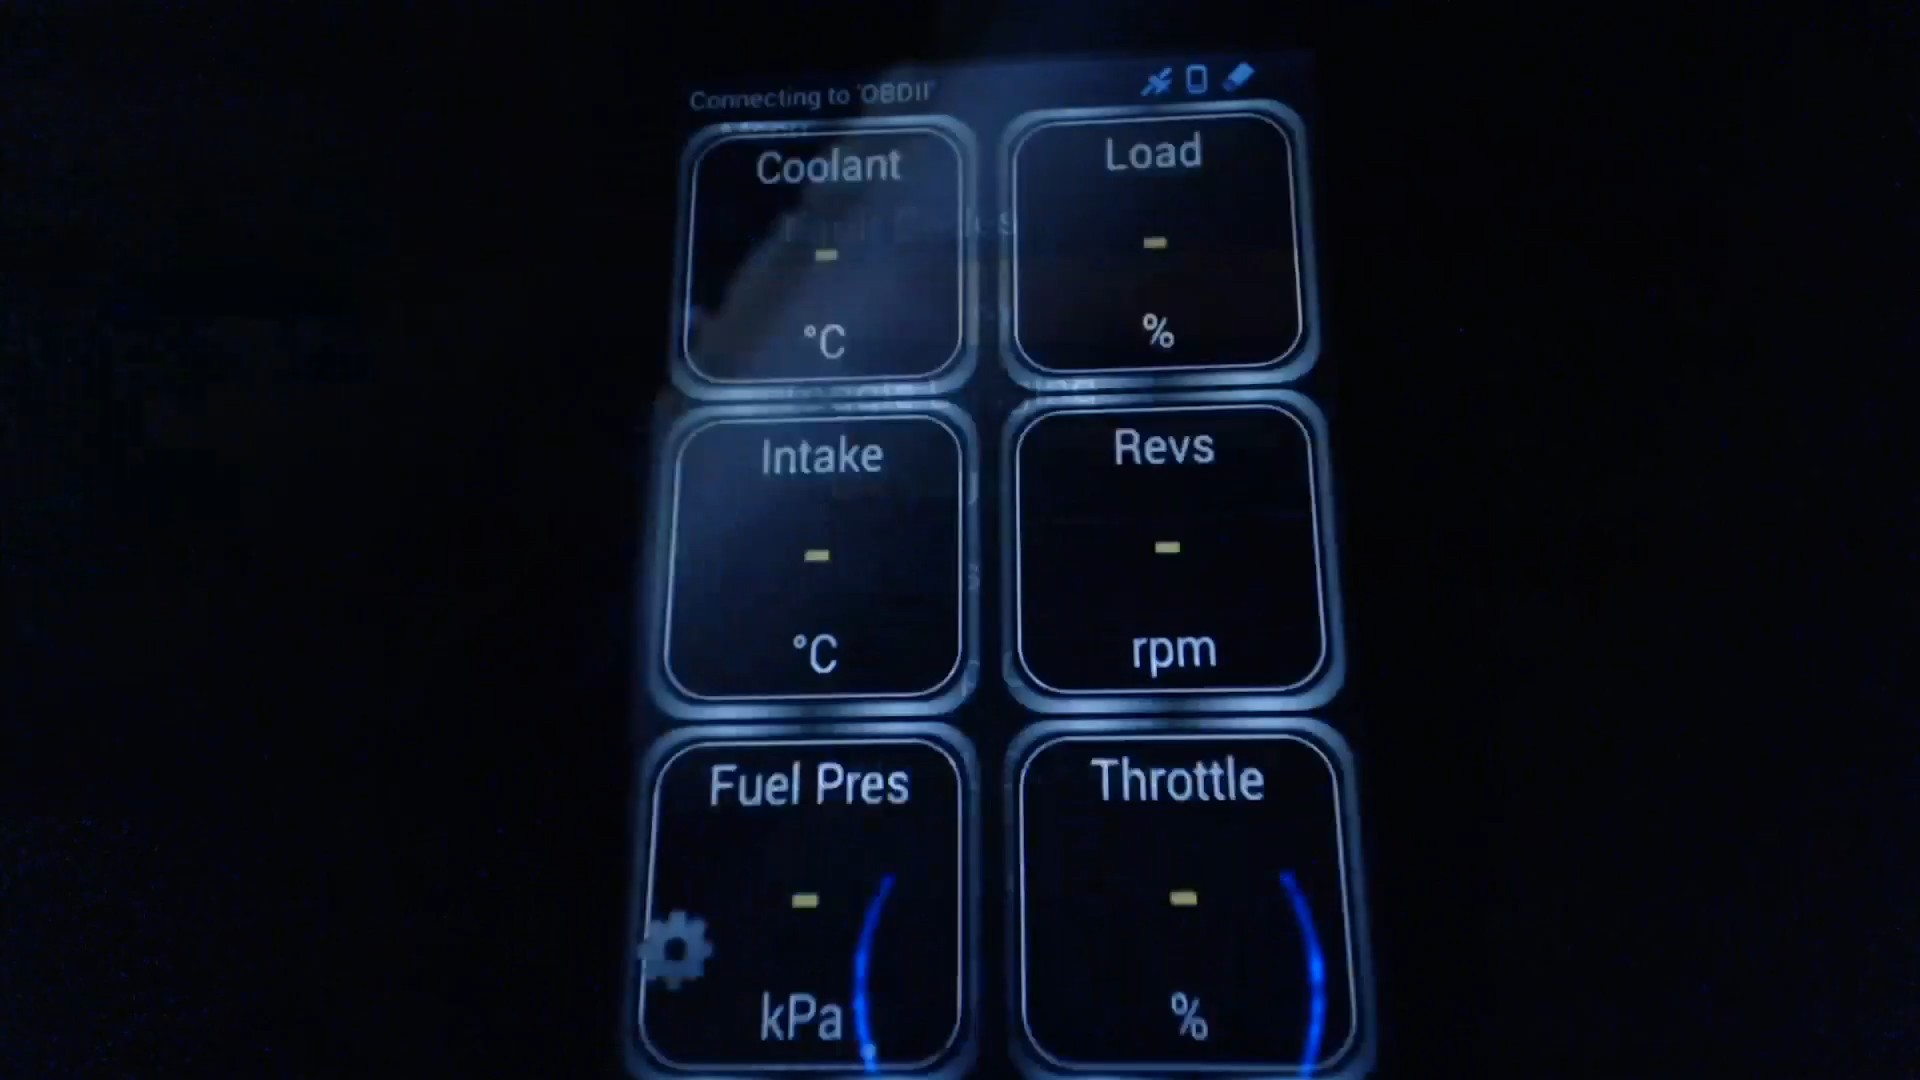 Connecting to 'OBDII'
Coolant
-
°C
Load
-
%
Intake
-
°C
Revs
-
rpm
Fuel Pres
-
kPa
Throttle
-
%